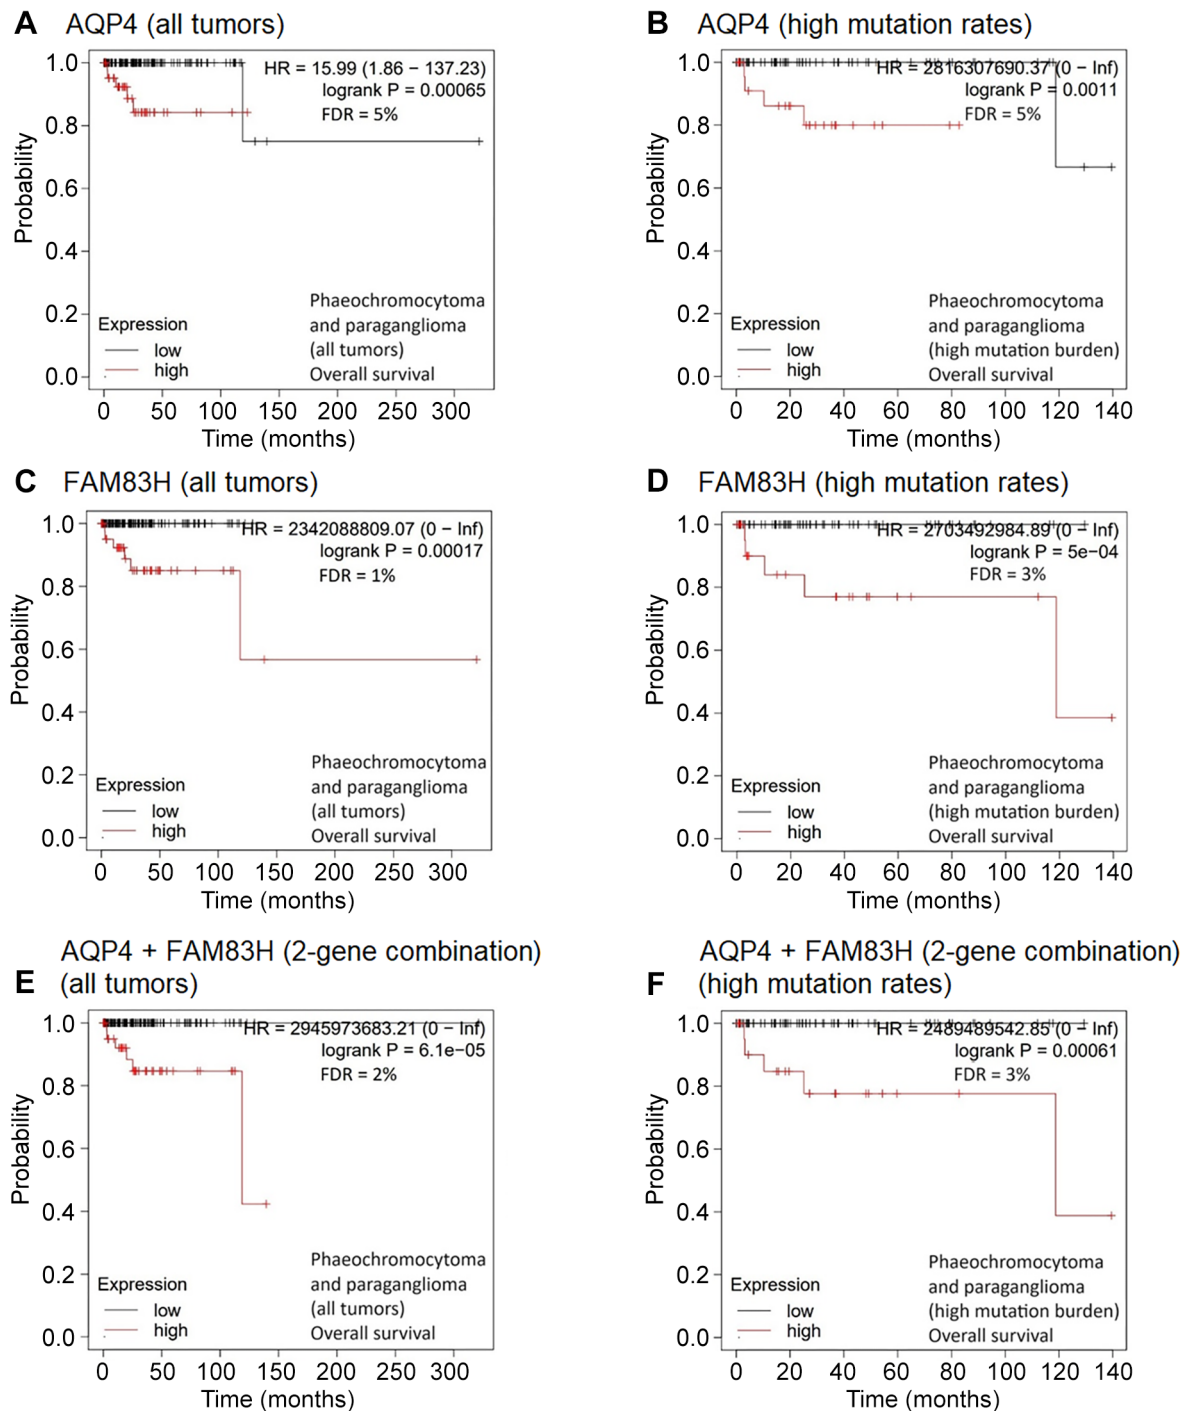 A AQP4 (all tumors)
1.0
0.8
0.6
0.4
0.2
0.0
Probability
HR = 15.99 (1.86 − 137.23)
logrank P = 0.00065
FDR = 5%
Expression
low
high
Phaeochromocytoma
and paraganglioma
(all tumors)
Overall survival
0 50 100 150 200 250 300
Time (months)
B AQP4 (high mutation rates)
1.0
0.8
0.6
0.4
0.2
0.0
Probability
HR = 2816307690.37 (0 − Inf)
logrank P = 0.0011
FDR = 5%
Expression
low
high
Phaeochromocytoma
and paraganglioma
(high mutation burden)
Overall survival
0 20 40 60 80 100 120 140
Time (months)
C FAM83H (all tumors)
1.0
0.8
0.6
0.4
0.2
0.0
Probability
HR = 2342088809.07 (0 − Inf)
logrank P = 0.00017
FDR = 1%
Expression
low
high
Phaeochromocytoma
and paraganglioma
(all tumors)
Overall survival
0 50 100 150 200 250 300
Time (months)
D FAM83H (high mutation rates)
1.0
0.8
0.6
0.4
0.2
0.0
Probability
HR = 2703492984.89 (0 − Inf)
logrank P = 5e−04
FDR = 3%
Expression
low
high
Phaeochromocytoma
and paraganglioma
(high mutation burden)
Overall survival
0 20 40 60 80 100 120 140
Time (months)
AQP4 + FAM83H (2-gene combination)
E (all tumors)
1.0
0.8
0.6
0.4
0.2
0.0
Probability
HR = 2945973683.21 (0 − Inf)
logrank P = 6.1e−05
FDR = 2%
Expression
low
high
Phaeochromocytoma
and paraganglioma
(all tumors)
Overall survival
0 50 100 150 200 250 300
Time (months)
AQP4 + FAM83H (2-gene combination)
F (high mutation rates)
1.0
0.8
0.6
0.4
0.2
0.0
Probability
HR = 2489489542.85 (0 − Inf)
logrank P = 0.00061
FDR = 3%
Expression
low
high
Phaeochromocytoma
and paraganglioma
(high mutation burden)
Overall survival
0 20 40 60 80 100 120 140
Time (months)